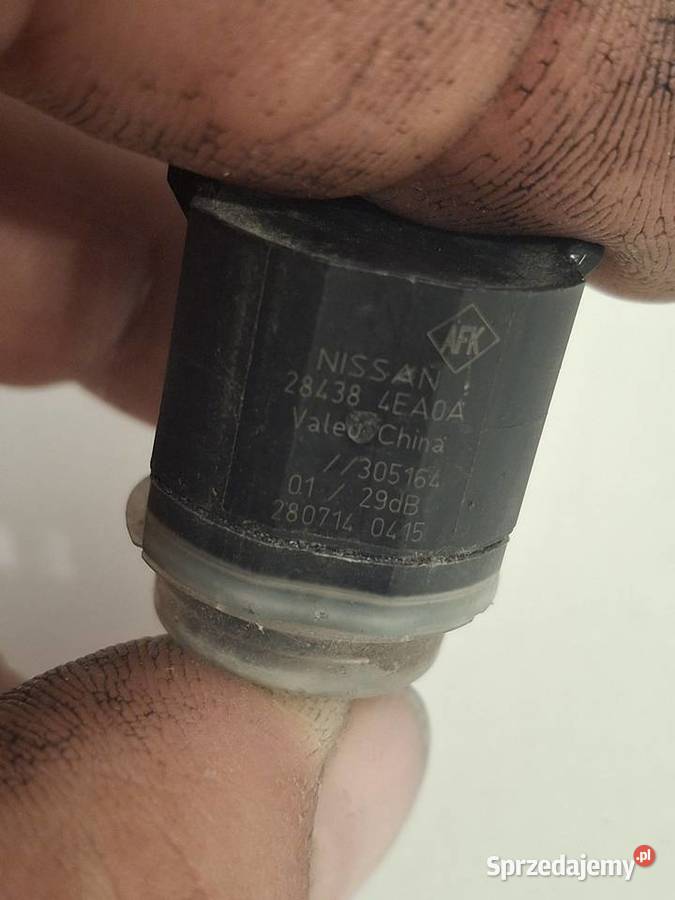 AFK
NISSAN
28438 4EA0A
Valeo China
//305164
01 / 29dB
280714 0415
Sprzedajemy.pl